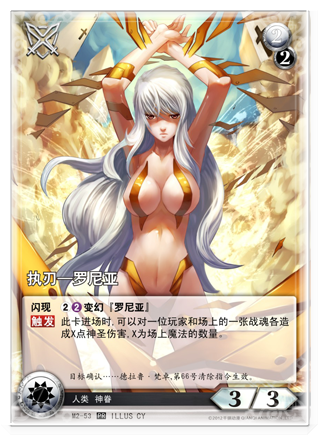 2
2
执刃—罗尼亚
闪现 2 2 变幻『罗尼亚』
触发 此卡进场时,可以对一位玩家和场上的一张战魂各造
成X点神圣伤害,X为场上魔法的数量。
目标确认……德拉鲁·梵卓,第66号清除指令生效。
人类 神眷
3 / 3
M2-53 PG ILLUS CY